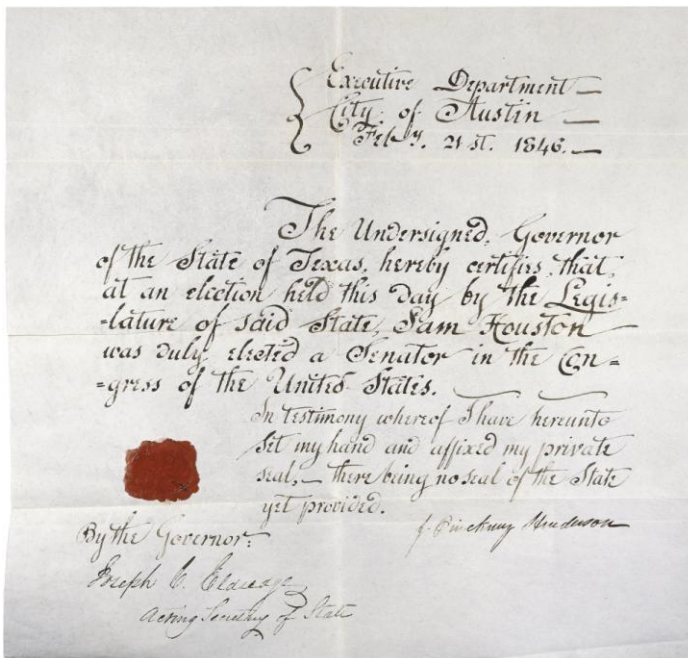 Executive Department —
City of Austin —
Feby. 21st. 1846. —
The Undersigned, Governor
of the State of Texas, hereby certifies, that,
at an election held this Day by the Legis=
-lature of said State, Sam Houston
was duly elected a Senator in the Con=
=gress of the United States.
In testimony whereof I have hereunto
set my hand and affixed my private
seal, — there being no seal of the State
yet provided.
J. Pinckney Henderson
By the Governor:
Joseph C. Eldredge
Acting Secretary of State